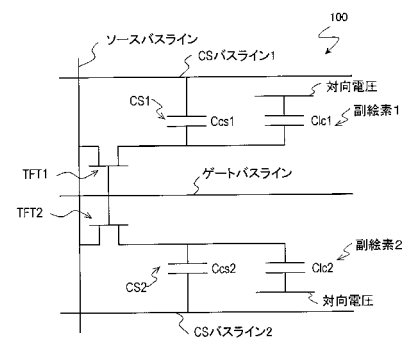 100
ソースバスライン
CSバスライン1
対向電圧
CS1
Ccs1
Clc1
副絵素1
TFT1
ゲートバスライン
TFT2
副絵素2
Ccs2
Clc2
CS2
対向電圧
CSバスライン2